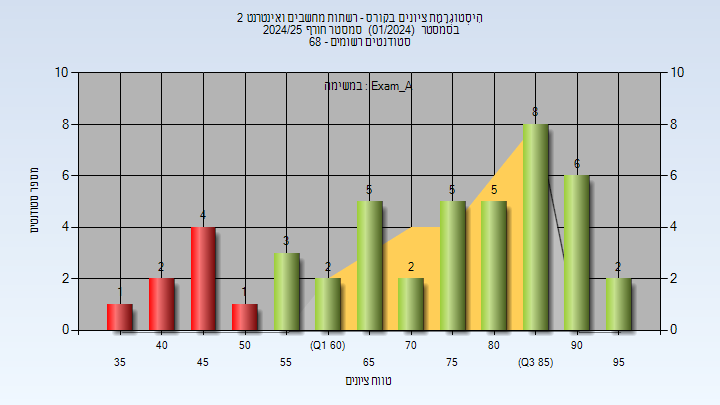 הִיסְטוֹגְרָמַת ציונים בקורס - רשתות מחשבים ואינטרנט 2
בסמסטר (01/2024) סמסטר חורף 2024/25
סטודנטים רשומים - 68
במשימה : Exam_A
10 10
8 8
6 6
4 4
2 2
0 0
מספר סטודנטים
1 2 4 1 3 2 5 2 5 5 8 6 2
40 50 (Q1 60) 70 80 90
35 45 55 65 75 (Q3 85) 95
טווח ציונים